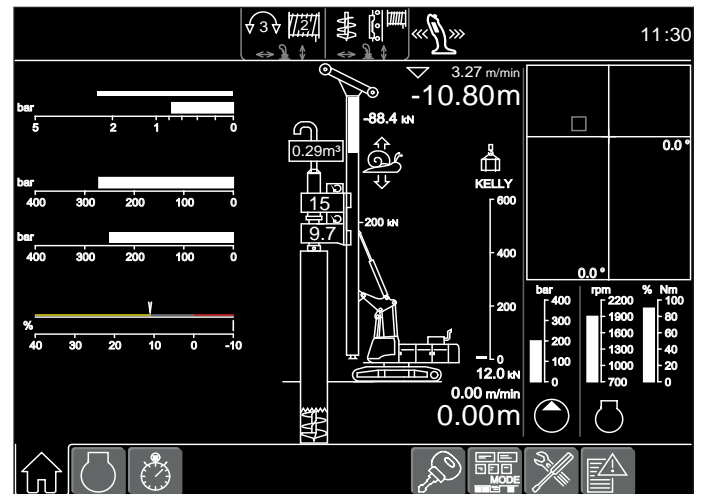 3 2 11:30
3.27 m/min
-10.80m
bar
5 2 1 0
-88.4 kN
0.29m³
0.0 °
KELLY
bar
400 300 200 100 0
15
600
-200 kN
9.7
bar
400 300 200 100 0
400
0.0 °
200
% 
40 30 20 10 0 -10
0
12.0 kN
0.00 m/min
0.00m
bar rpm % Nm
400 2200 100
300 1900 80
200 1600 60
1300 40
100 1000 20
0 700 0
MODE